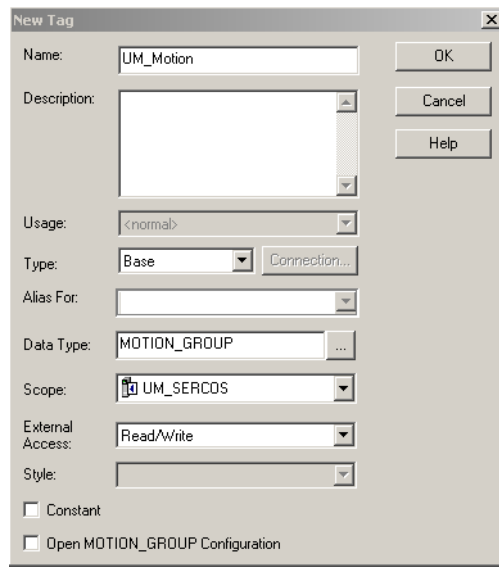 New Tag
Name: UM_Motion OK
Description: Cancel
Help
Usage: <normal>
Type: Base Connection...
Alias For:
Data Type: MOTION_GROUP ...
Scope: UM_SERCOS
External
Access: Read/Write
Style:
Constant
Open MOTION_GROUP Configuration